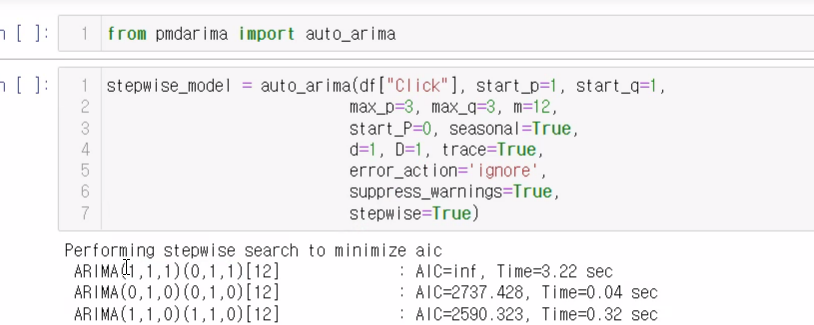 n [ ]:
1 from pmdarima import auto_arima
n [ ]:
1 stepwise_model = auto_arima(df["Click"], start_p=1, start_q=1,
2 max_p=3, max_q=3, m=12,
3 start_P=0, seasonal=True,
4 d=1, D=1, trace=True,
5 error_action='ignore',
6 suppress_warnings=True,
7 stepwise=True)
Performing stepwise search to minimize aic
ARIMA(1,1,1)(0,1,1)[12] : AIC=inf, Time=3.22 sec
ARIMA(0,1,0)(0,1,0)[12] : AIC=2737.428, Time=0.04 sec
ARIMA(1,1,0)(1,1,0)[12] : AIC=2590.323, Time=0.32 sec